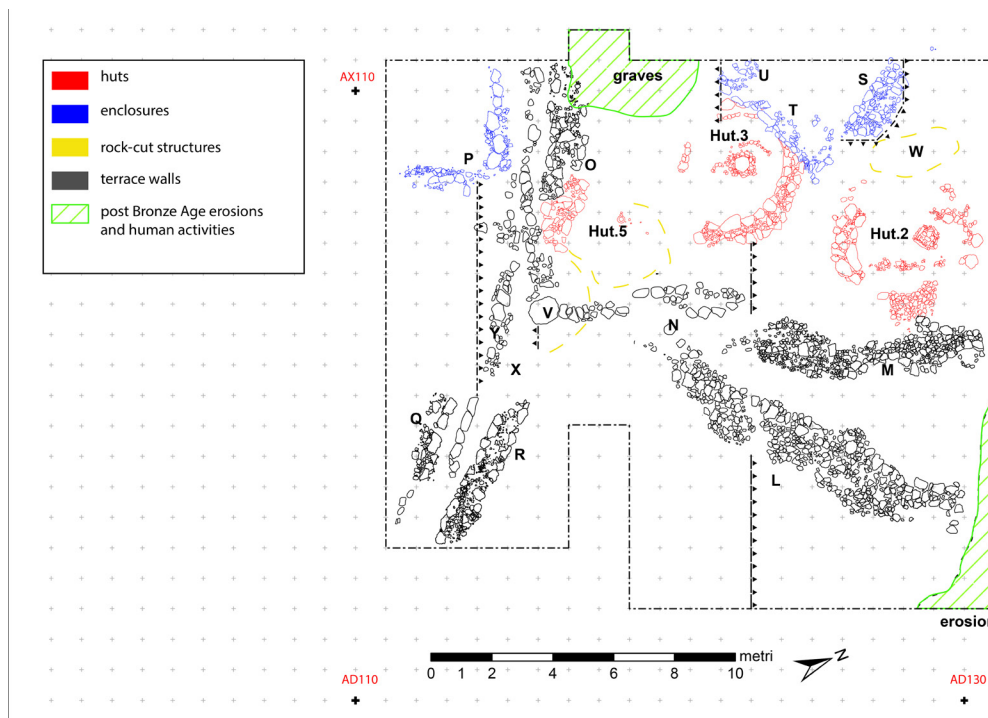 huts
enclosures
rock-cut structures
terrace walls
post Bronze Age erosions
and human activities
AX110
graves
U
S
T
Hut.3
P
O
W
Hut.5
Hut.2
V
N
Y
X
M
Q
R
L
erosion
metri
0 1 2 4 6 8 10
N
AD110
AD130